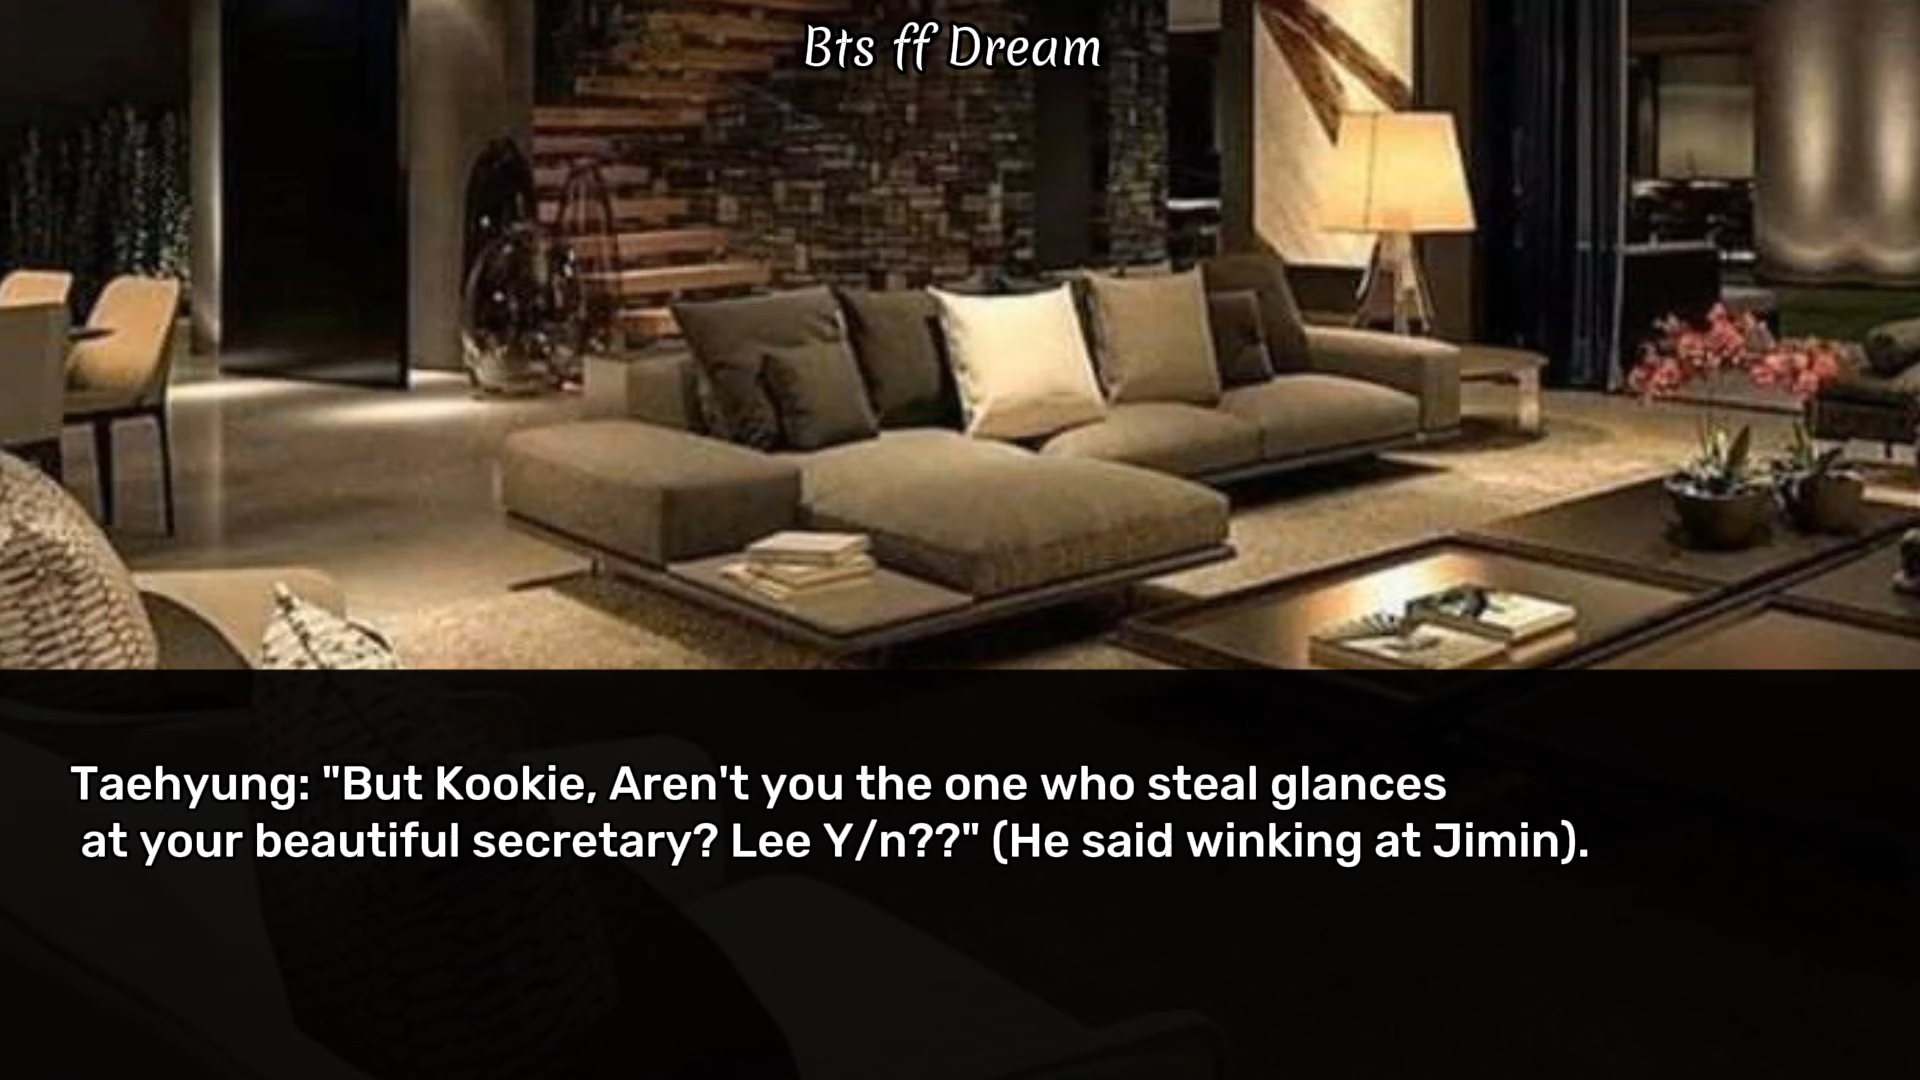 Bts ff Dream
Taehyung: "But Kookie, Aren't you the one who steal glances
at your beautiful secretary? Lee Y/n??" (He said winking at Jimin).